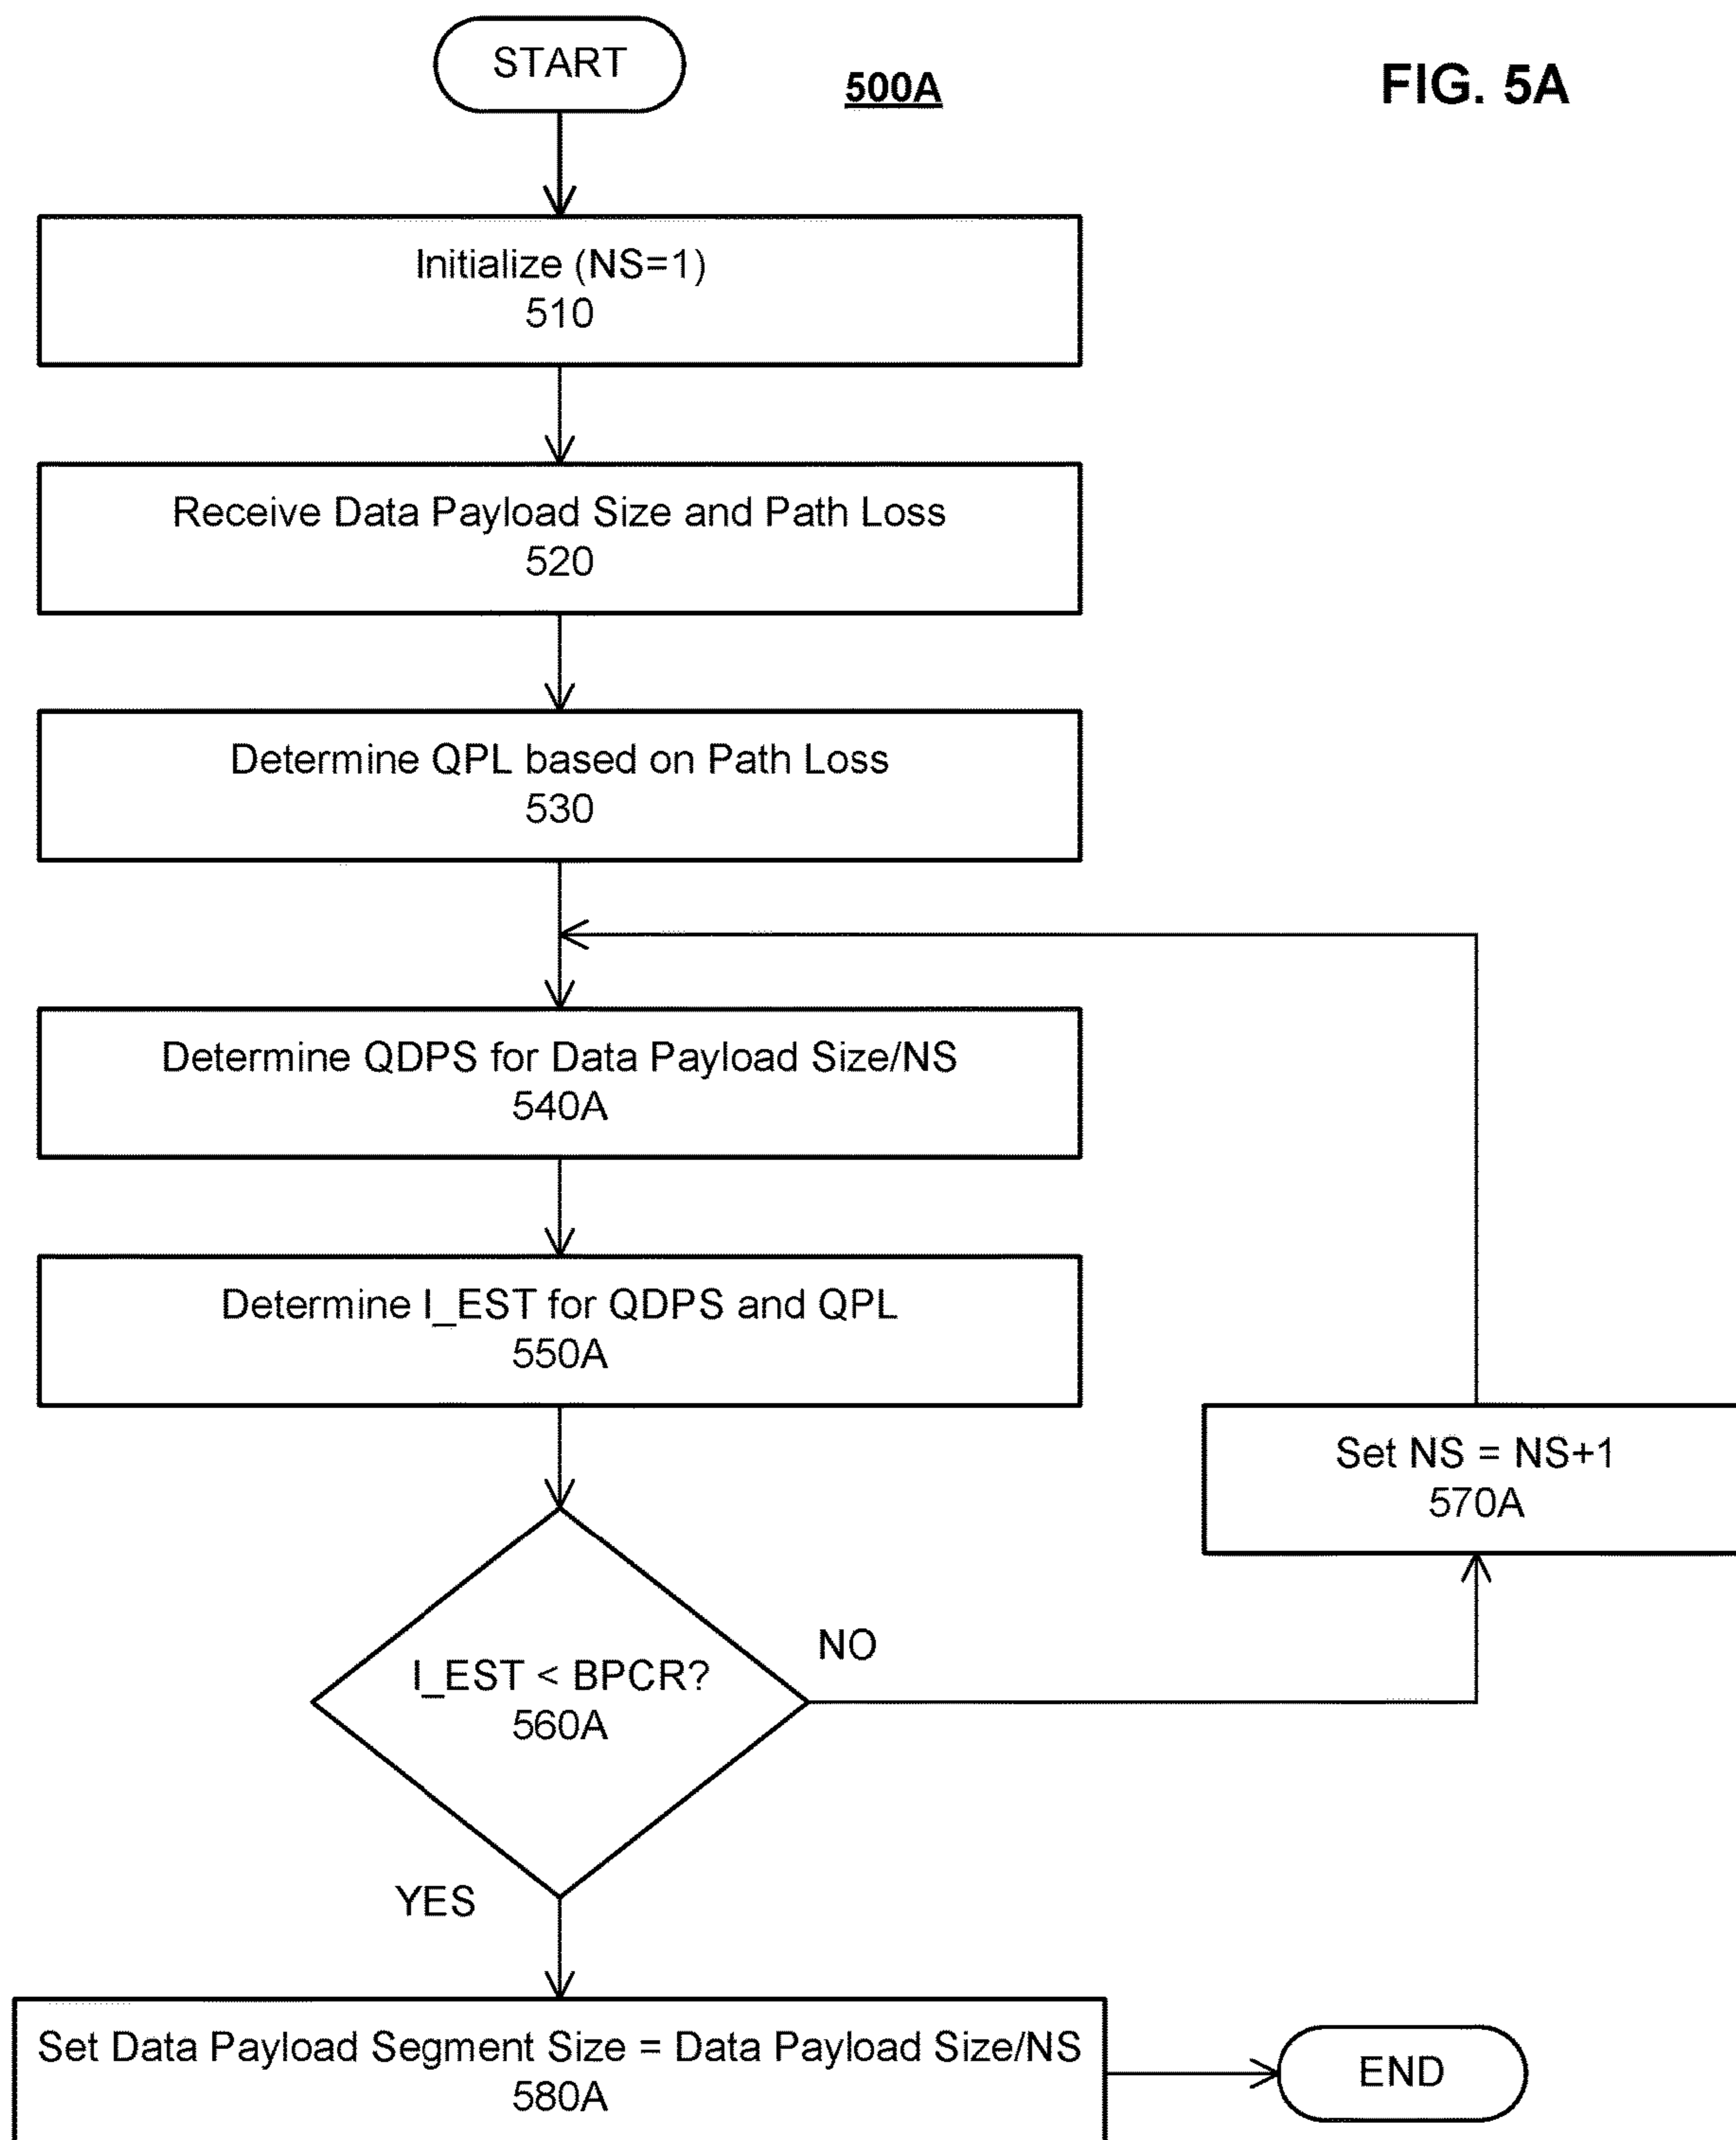 START
500A
FIG. 5A
Initialize (NS=1)
510
Receive Data Payload Size and Path Loss
520
Determine QPL based on Path Loss
530
Determine QDPS for Data Payload Size/NS
540A
Determine I_EST for QDPS and QPL
550A
Set NS = NS+1
570A
NO
I_EST < BPCR?
560A
YES
Set Data Payload Segment Size = Data Payload Size/NS
580A
END